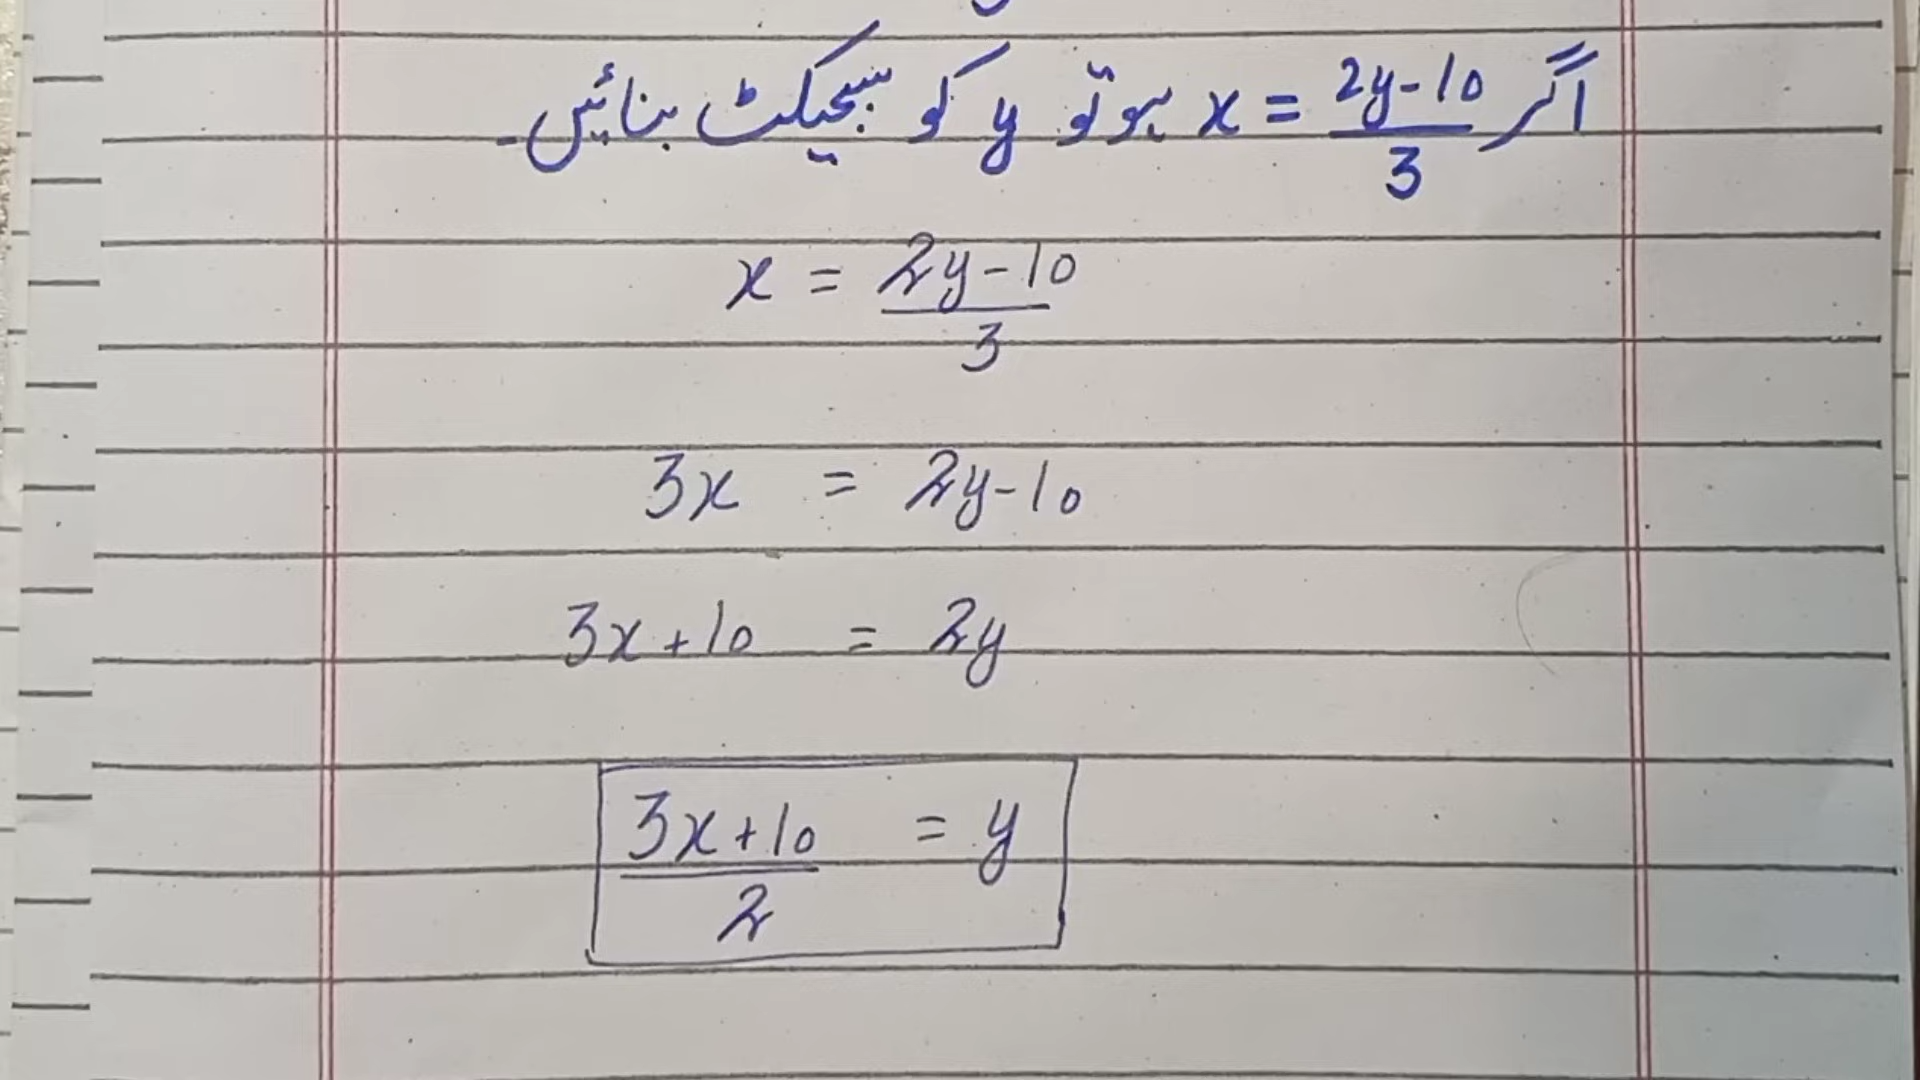 اگر x = (2y-10)/3 ہو تو y کو سبجیکٹ بنائیں۔
x = (2y-10)/3
3x = 2y-10
3x+10 = 2y
(3x+10)/2 = y